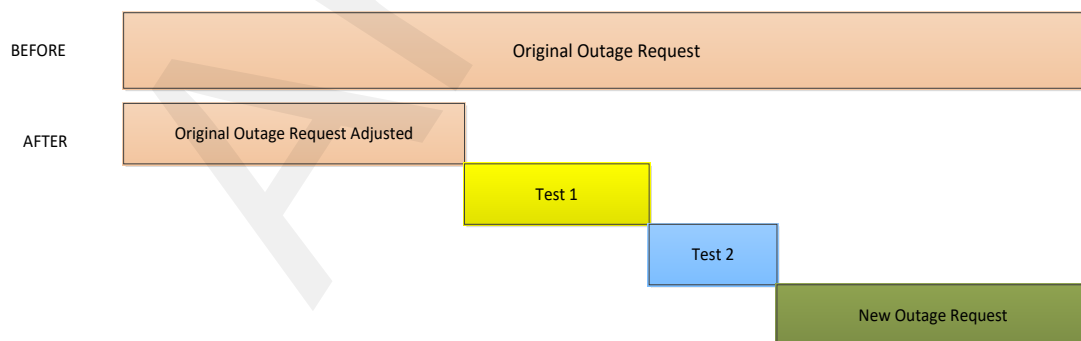 BEFORE
Original Outage Request
AFTER
Original Outage Request Adjusted
Test 1
Test 2
New Outage Request